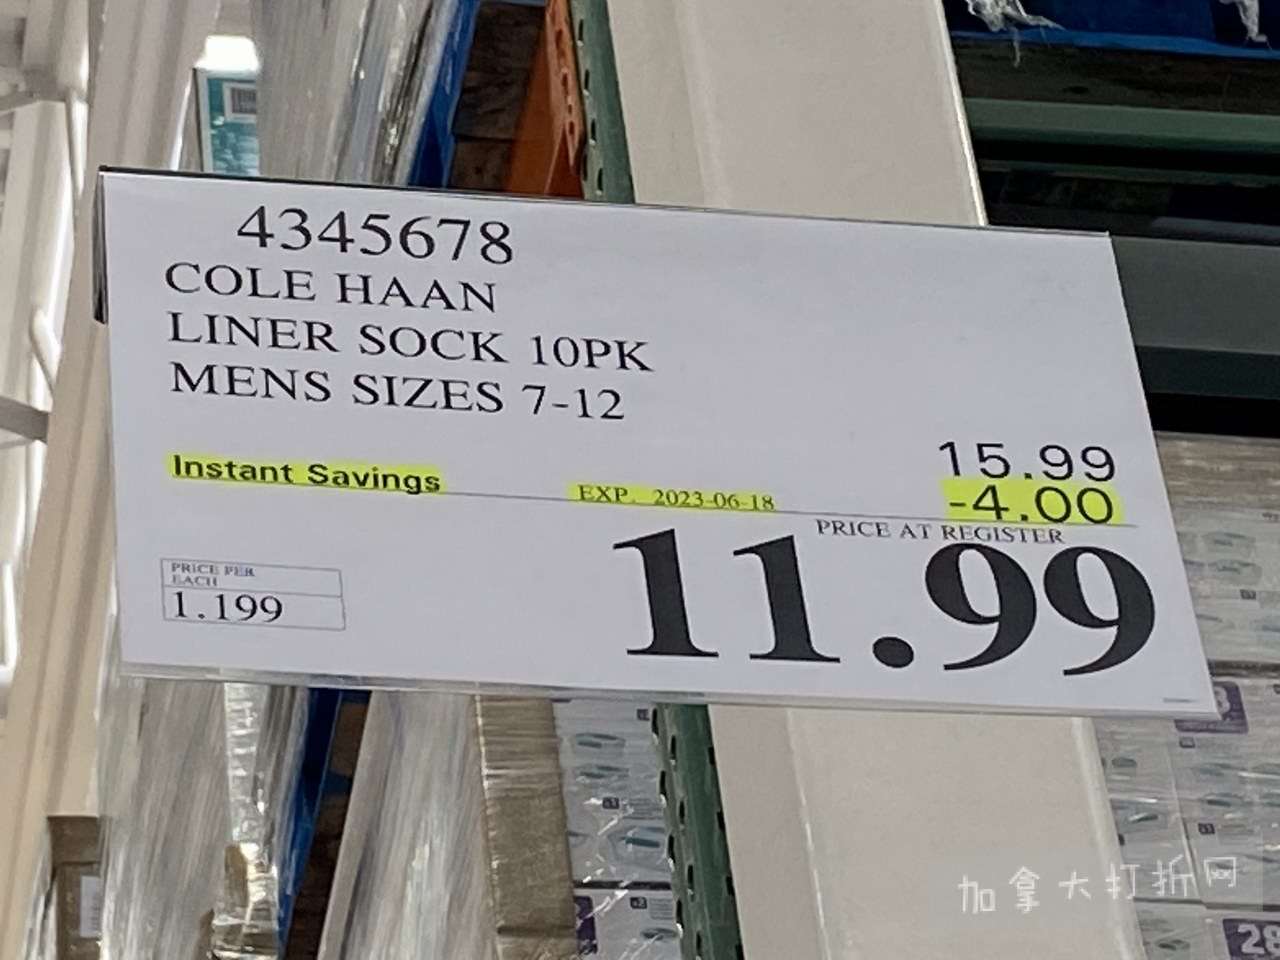 4345678
COLE HAAN
LINER SOCK 10PK
MENS SIZES 7-12
15.99
Instant Savings EXP. 2023-06-18 -4.00
PRICE AT REGISTER
11.99
PRICE PER
EACH
1.199
加拿大打折网
28